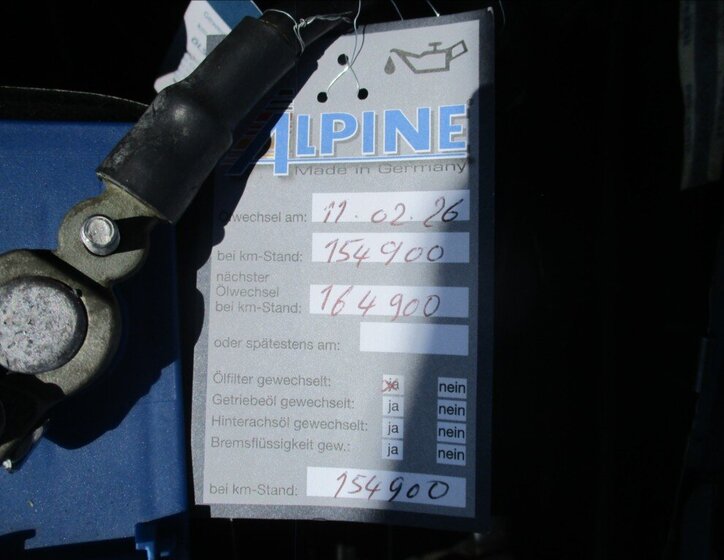 ALPINE
Made in Germany
Ölwechsel am: 11.02.26
bei km-Stand: 154900
nächster
Ölwechsel
bei km-Stand: 164900
oder spätestens am:
Ölfilter gewechselt: ja nein
Getriebeöl gewechselt: ja nein
Hinterachsöl gewechselt: ja nein
Bremsflüssigkeit gew.: ja nein
bei km-Stand: 154900